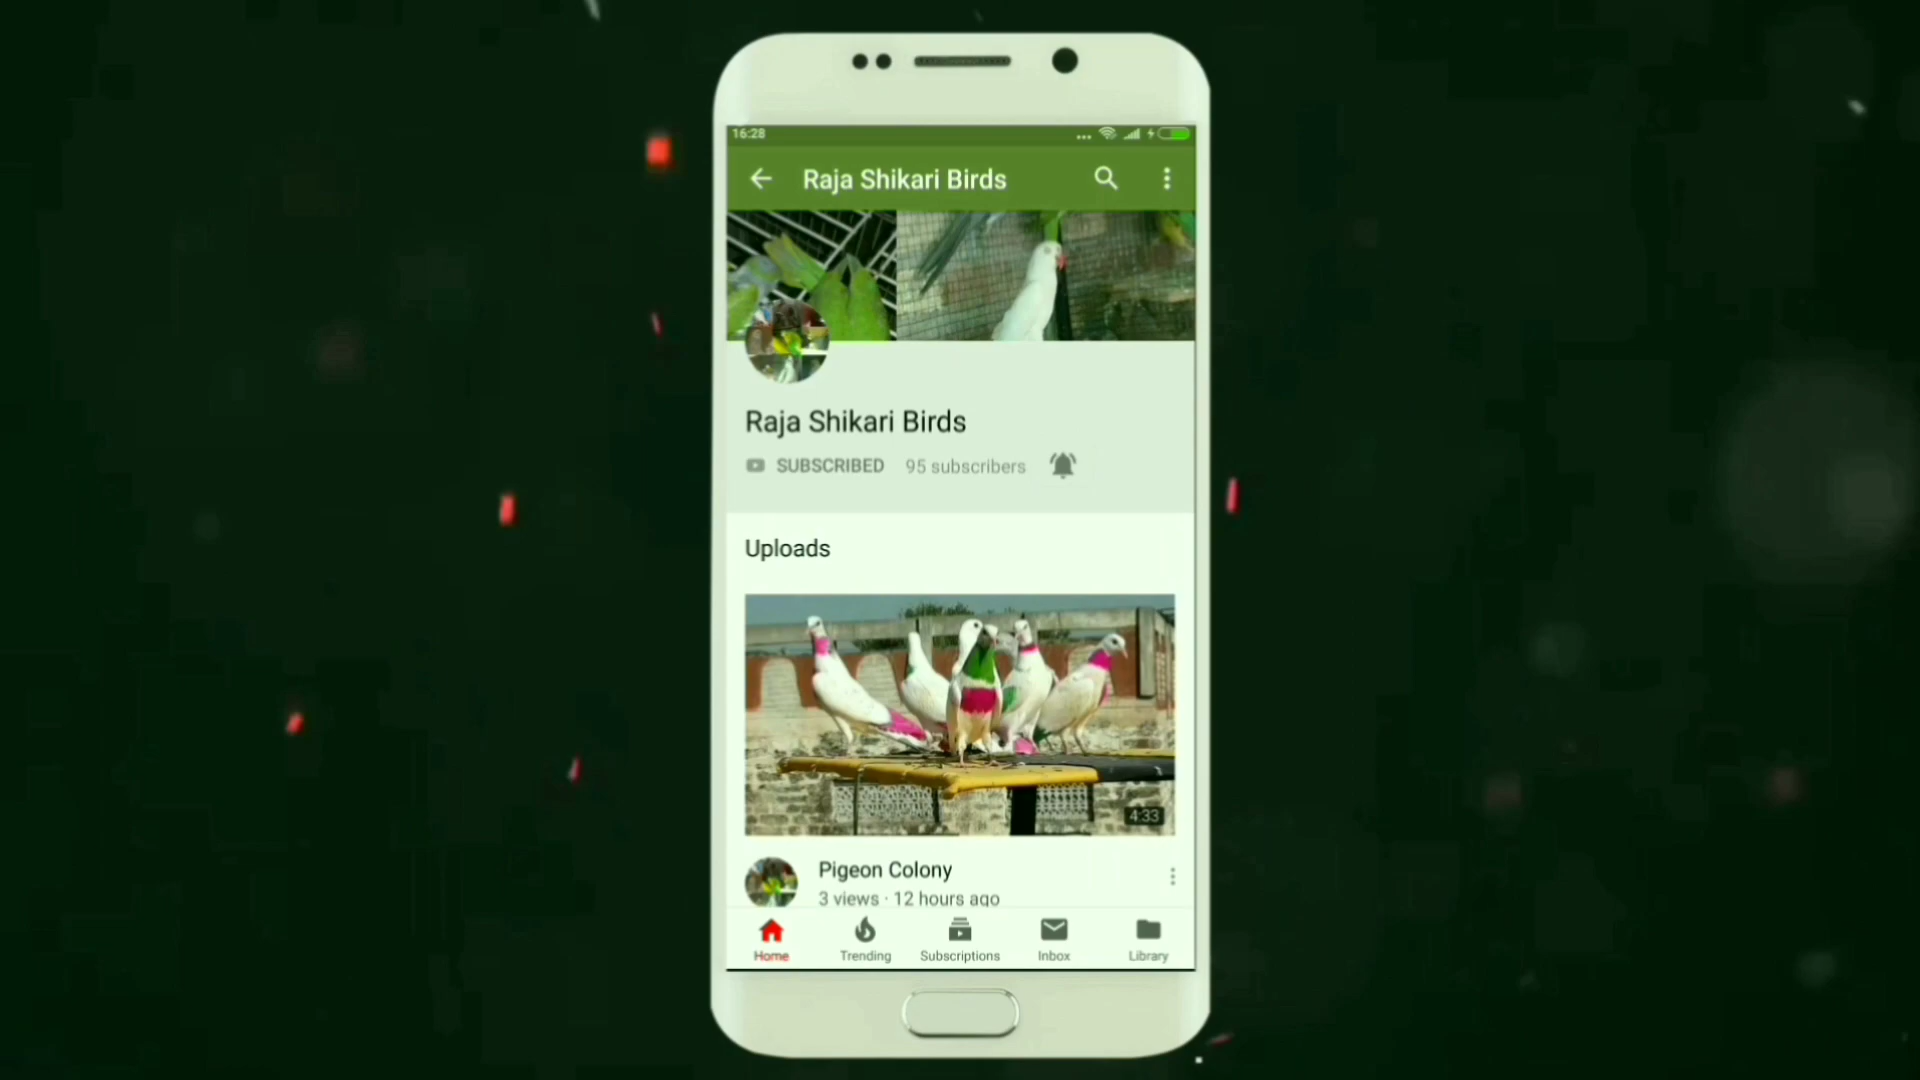 16:28
Raja Shikari Birds
Raja Shikari Birds
SUBSCRIBED 95 subscribers
Uploads
4:33
Pigeon Colony
3 views · 12 hours ago
Home Trending Subscriptions Inbox Library